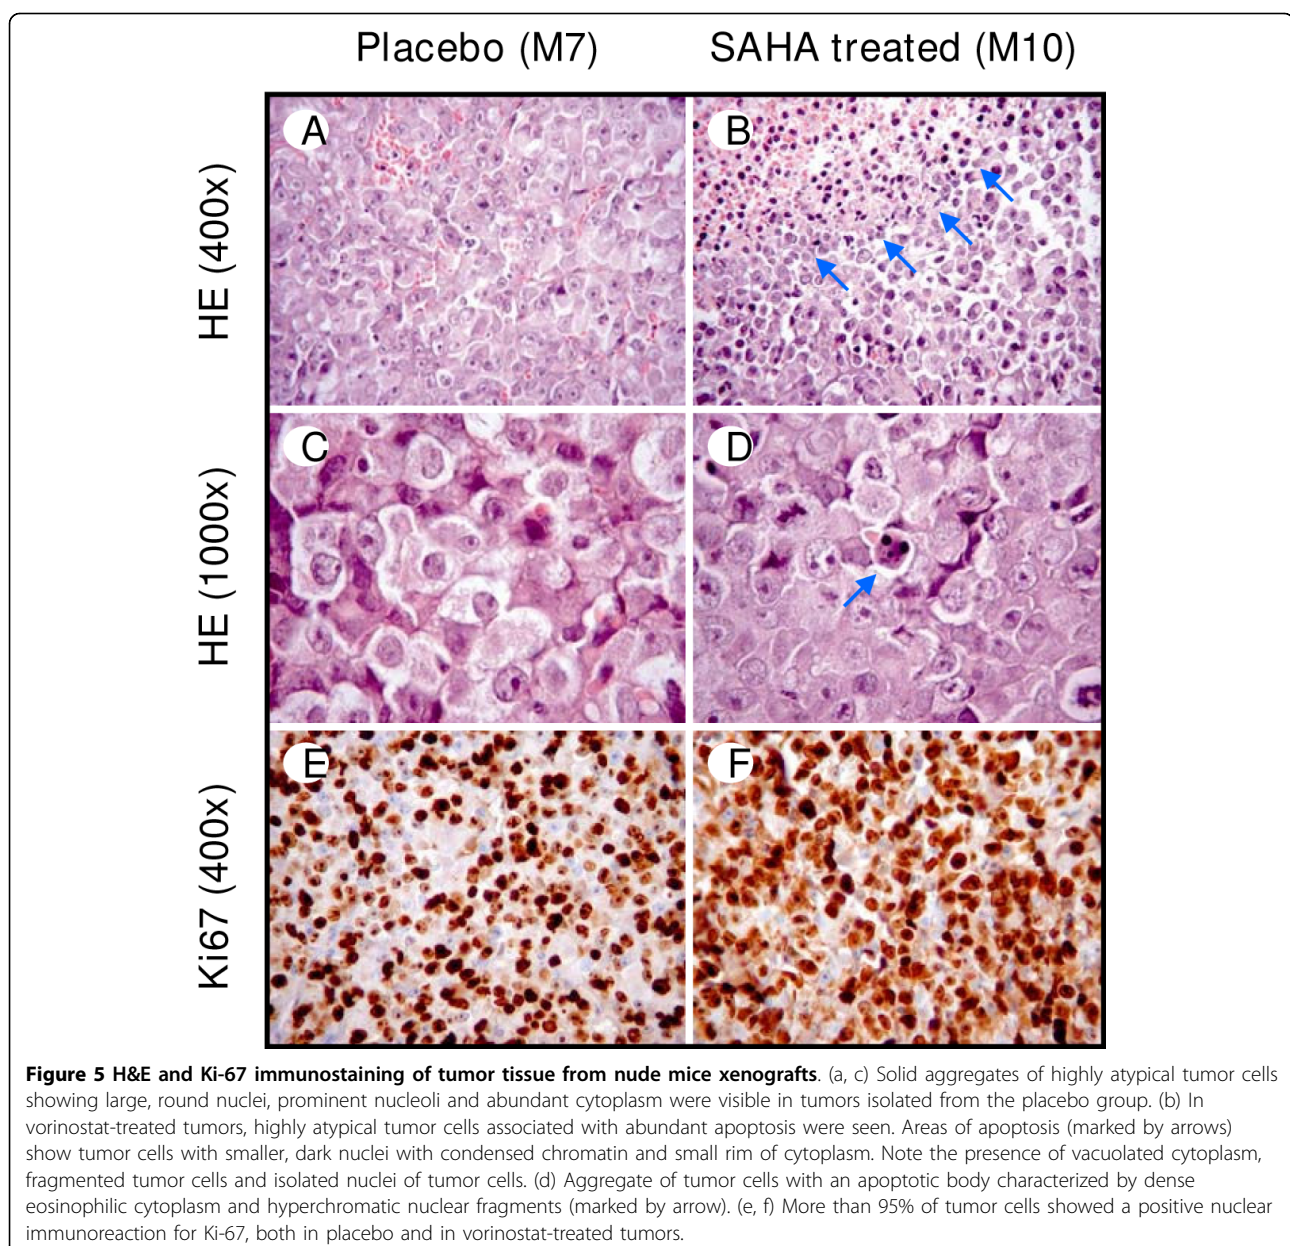 Placebo (M7) SAHA treated (M10)
HE (400x)
A B
HE (1000x)
C D
Ki67 (400x)
E F
Figure 5 H&E and Ki-67 immunostaining of tumor tissue from nude mice xenografts. (a, c) Solid aggregates of highly atypical tumor cells
showing large, round nuclei, prominent nucleoli and abundant cytoplasm were visible in tumors isolated from the placebo group. (b) In
vorinostat-treated tumors, highly atypical tumor cells associated with abundant apoptosis were seen. Areas of apoptosis (marked by arrows)
show tumor cells with smaller, dark nuclei with condensed chromatin and small rim of cytoplasm. Note the presence of vacuolated cytoplasm,
fragmented tumor cells and isolated nuclei of tumor cells. (d) Aggregate of tumor cells with an apoptotic body characterized by dense
eosinophilic cytoplasm and hyperchromatic nuclear fragments (marked by arrow). (e, f) More than 95% of tumor cells showed a positive nuclear
immunoreaction for Ki-67, both in placebo and in vorinostat-treated tumors.